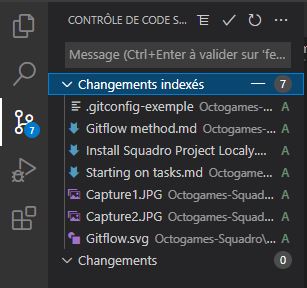 CONTRÔLE DE CODE S...
Message (Ctrl+Enter à valider sur 'fe...
Changements indexés 7
.gitconfig-exemple Octogames-... A
Gitflow method.md Octogames-... A
Install Squadro Project Localy.... A
Starting on tasks.md Octogames-... A
Capture1.JPG Octogames-Squad... A
Capture2.JPG Octogames-Squad... A
Gitflow.svg Octogames-Squadro\... A
Changements 0
7